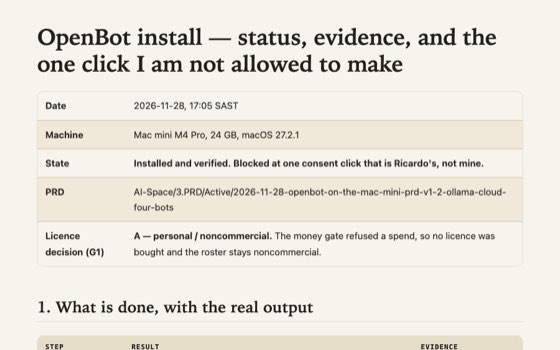 OpenBot install — status, evidence, and the
one click I am not allowed to make
Date 2026-11-28, 17:05 SAST
Machine Mac mini M4 Pro, 24 GB, macOS 27.2.1
State Installed and verified. Blocked at one consent click that is Ricardo's, not mine.
PRD AI-Space/3.PRD/Active/2026-11-28-openbot-on-the-mac-mini-prd-v1-2-ollama-cloud-
four-bots
Licence A — personal / noncommercial. The money gate refused a spend, so no licence was
decision (G1) bought and the roster stays noncommercial.
1. What is done, with the real output
STEP RESULT EVIDENCE